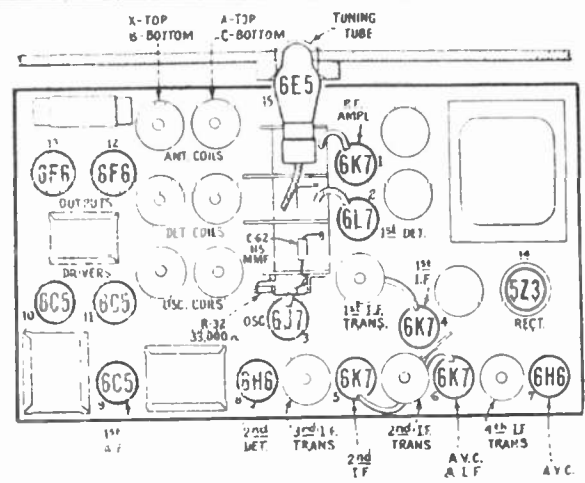 X-TOP
B-BOTTOM
A-TOP
C-BOTTOM
TUNING
TUBE
6E5
15
R.F.
AMPL
13
12
6F6
6F6
ANT. COILS
6K7
1
OUTPUTS
2
6L7
1st DET.
DET. COILS
C-62
115
MMF
DRIVERS
14
5Z3
RECT.
10
6C5
11
6C5
OSC. COILS
R-32
33,000
OSC.
6J7
3
1st I.F.
TRANS.
1st
I.F
6K7
4
6C5
9
6H6
8
6K7
5
6K7
6
6H6
7
1st
A.F.
2nd
DET.
3rd I.F.
TRANS
2nd
I.F
2nd I.F.
TRANS
A.V.C.
& I.F
4th I.F
TRANS
A.V.C.